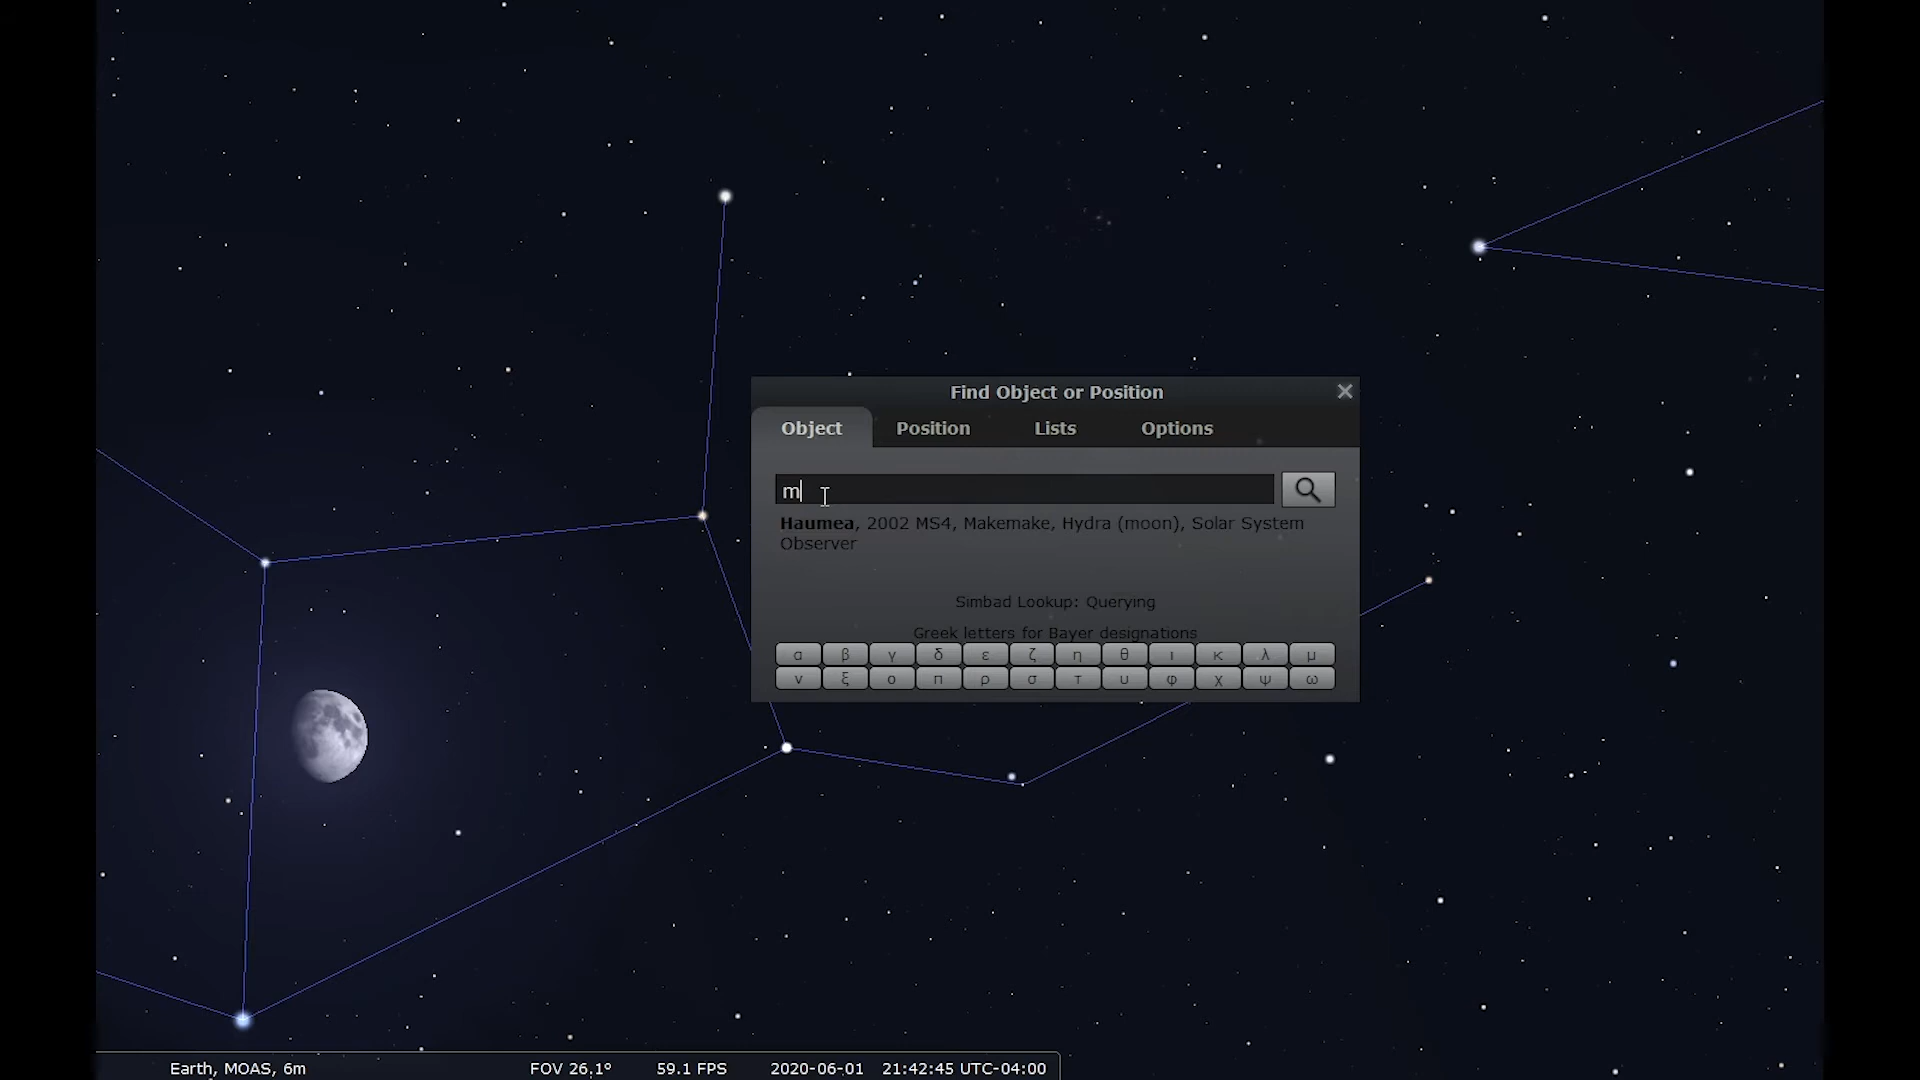 Find Object or Position
Object Position Lists Options
m
Haumea, 2002 MS4, Makemake, Hydra (moon), Solar System
Observer
Simbad Lookup: Querying
Greek letters for Bayer designations
α β γ δ ε ζ η θ ι κ λ μ
ν ξ ο π ρ σ τ υ φ χ ψ ω
Earth, MOAS, 6m FOV 26.1° 59.1 FPS 2020-06-01 21:42:45 UTC-04:00